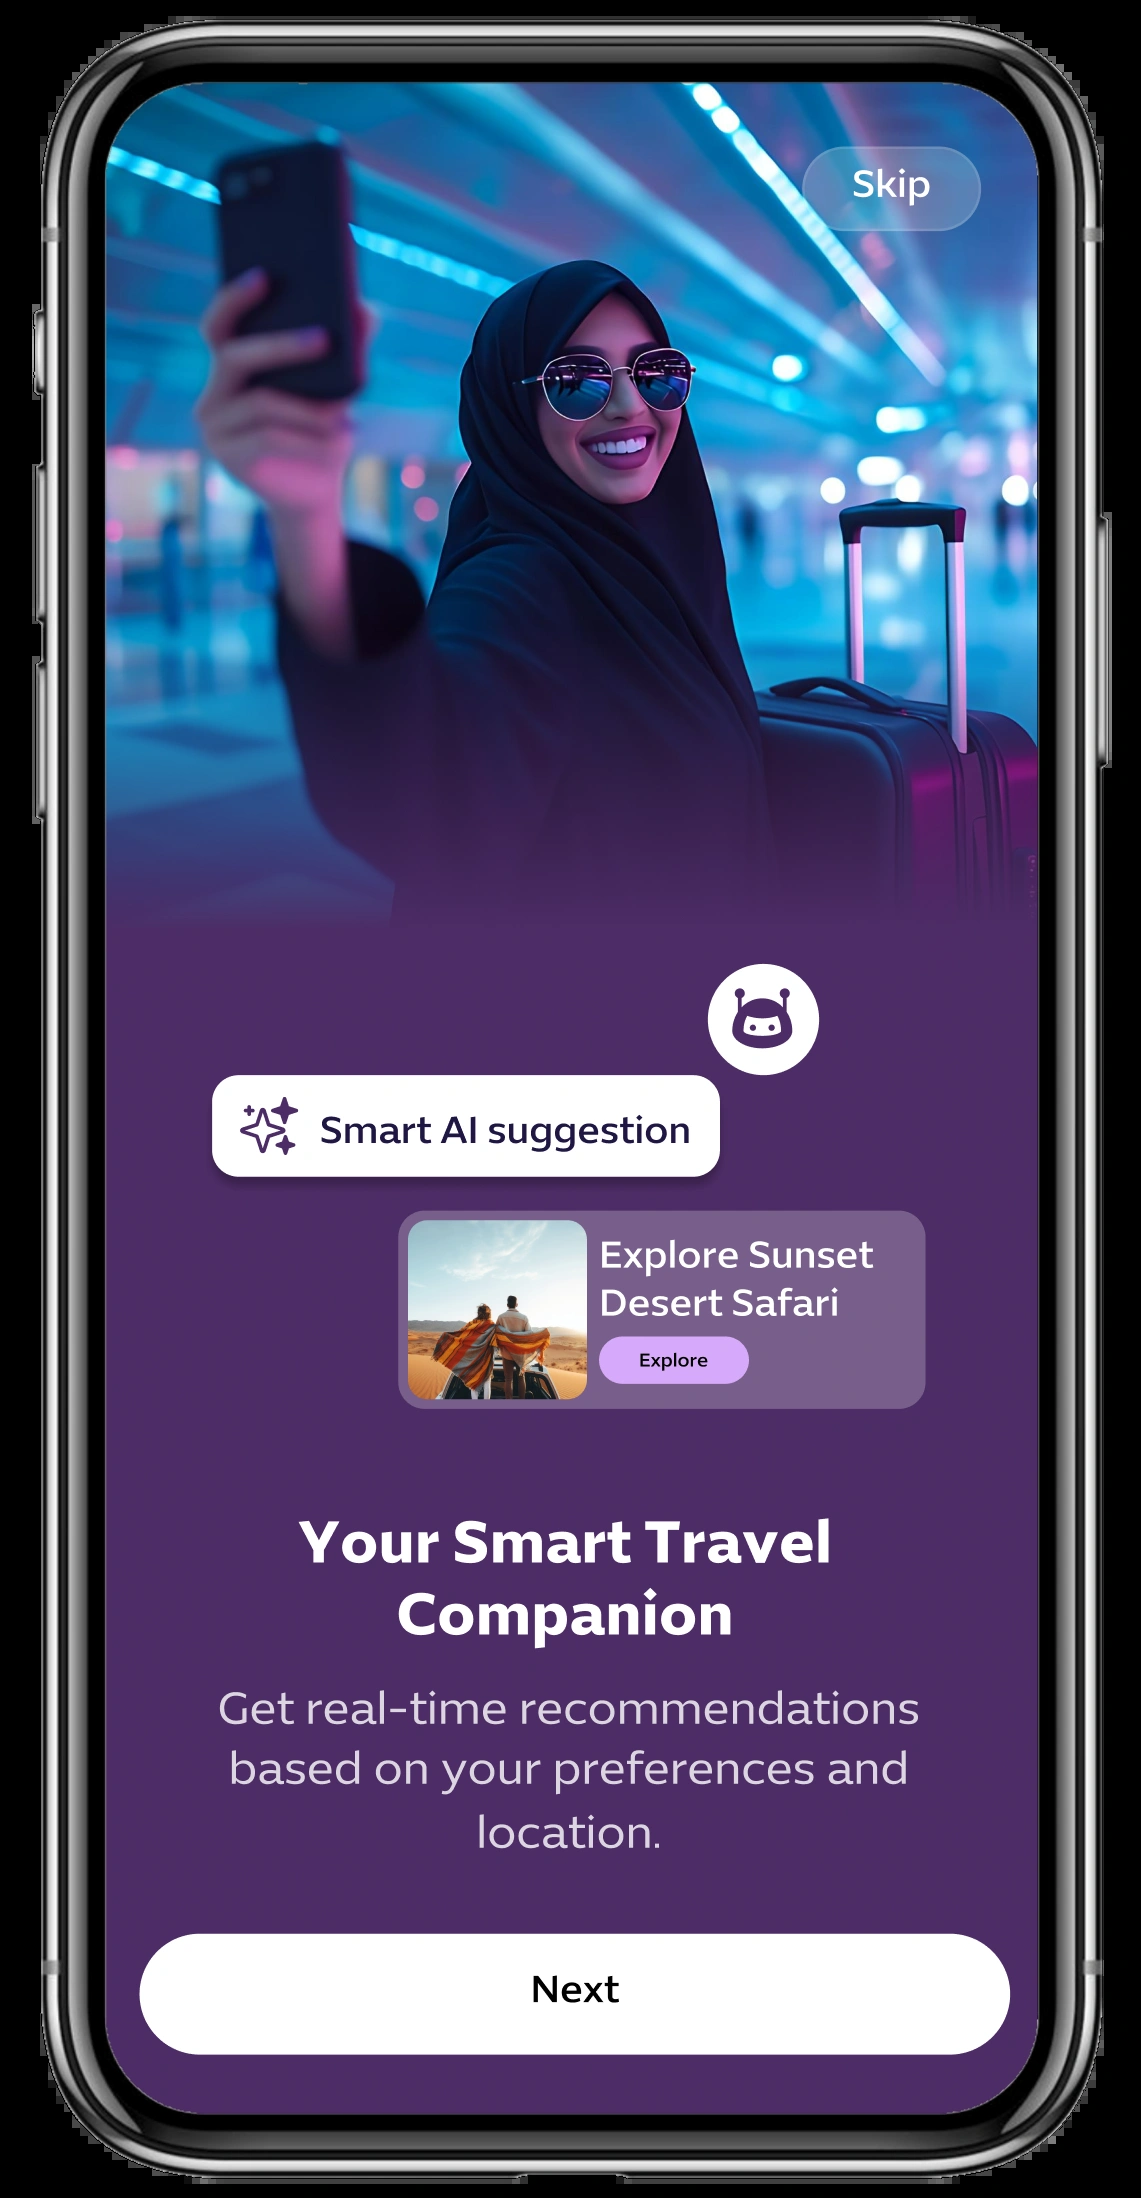 Skip
Smart AI suggestion
Explore Sunset
Desert Safari
Explore
Your Smart Travel
Companion
Get real-time recommendations
based on your preferences and
location.
Next